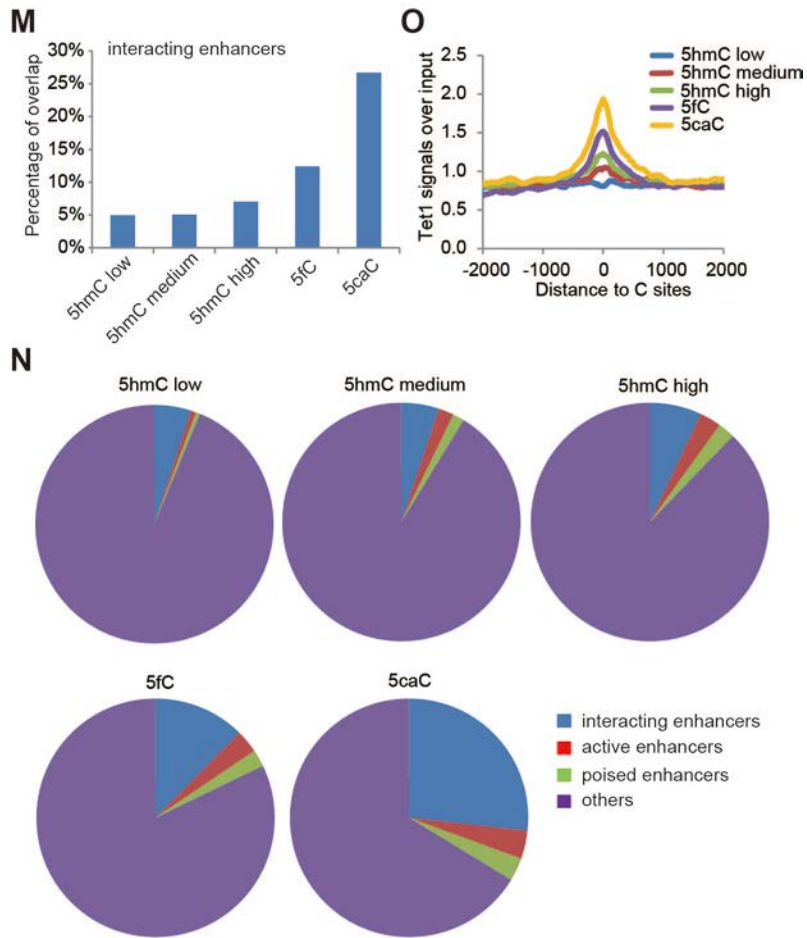 M
interacting enhancers
Percentage of overlap
30%
25%
20%
15%
10%
5%
0%
5hmC low
5hmC medium
5hmC high
5fC
5caC
O
Tet1 signals over input
2.5
2.0
1.5
1.0
0.5
0.0
5hmC low
5hmC medium
5hmC high
5fC
5caC
-2000 -1000 0 1000 2000
Distance to C sites
N
5hmC low
5hmC medium
5hmC high
5fC
5caC
interacting enhancers
active enhancers
poised enhancers
others